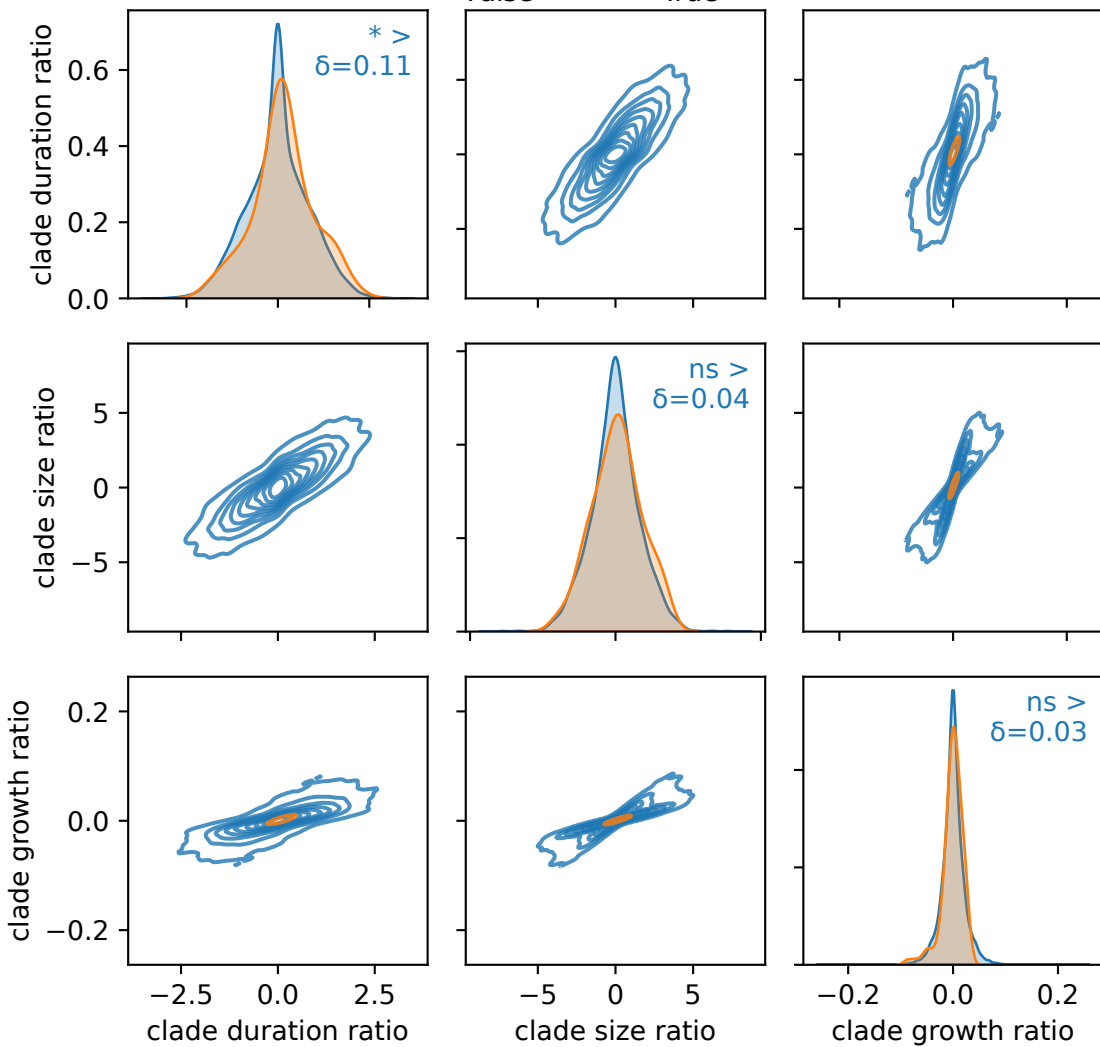 * >
δ=0.11
clade duration ratio
0.6
0.4
0.2
0.0
ns >
δ=0.04
clade size ratio
5
0
−5
ns >
δ=0.03
clade growth ratio
0.2
0.0
−0.2
−2.5 0.0 2.5
−5 0 5
−0.2 0.0 0.2
clade duration ratio
clade size ratio
clade growth ratio